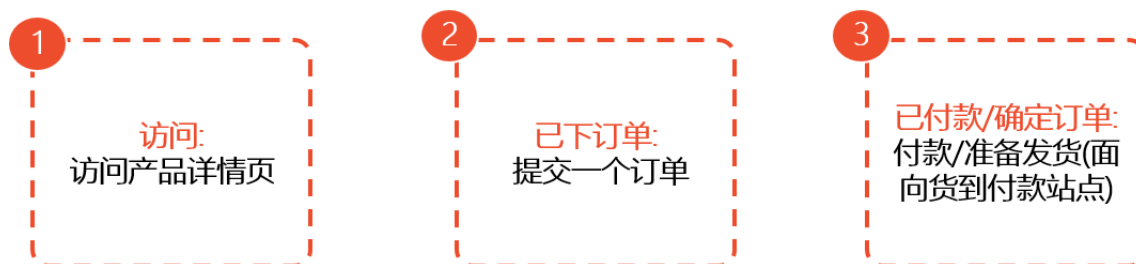 1
访问:
访问产品详情页
2
已下订单:
提交一个订单
3
已付款/确定订单:
付款/准备发货(面
向货到付款站点)